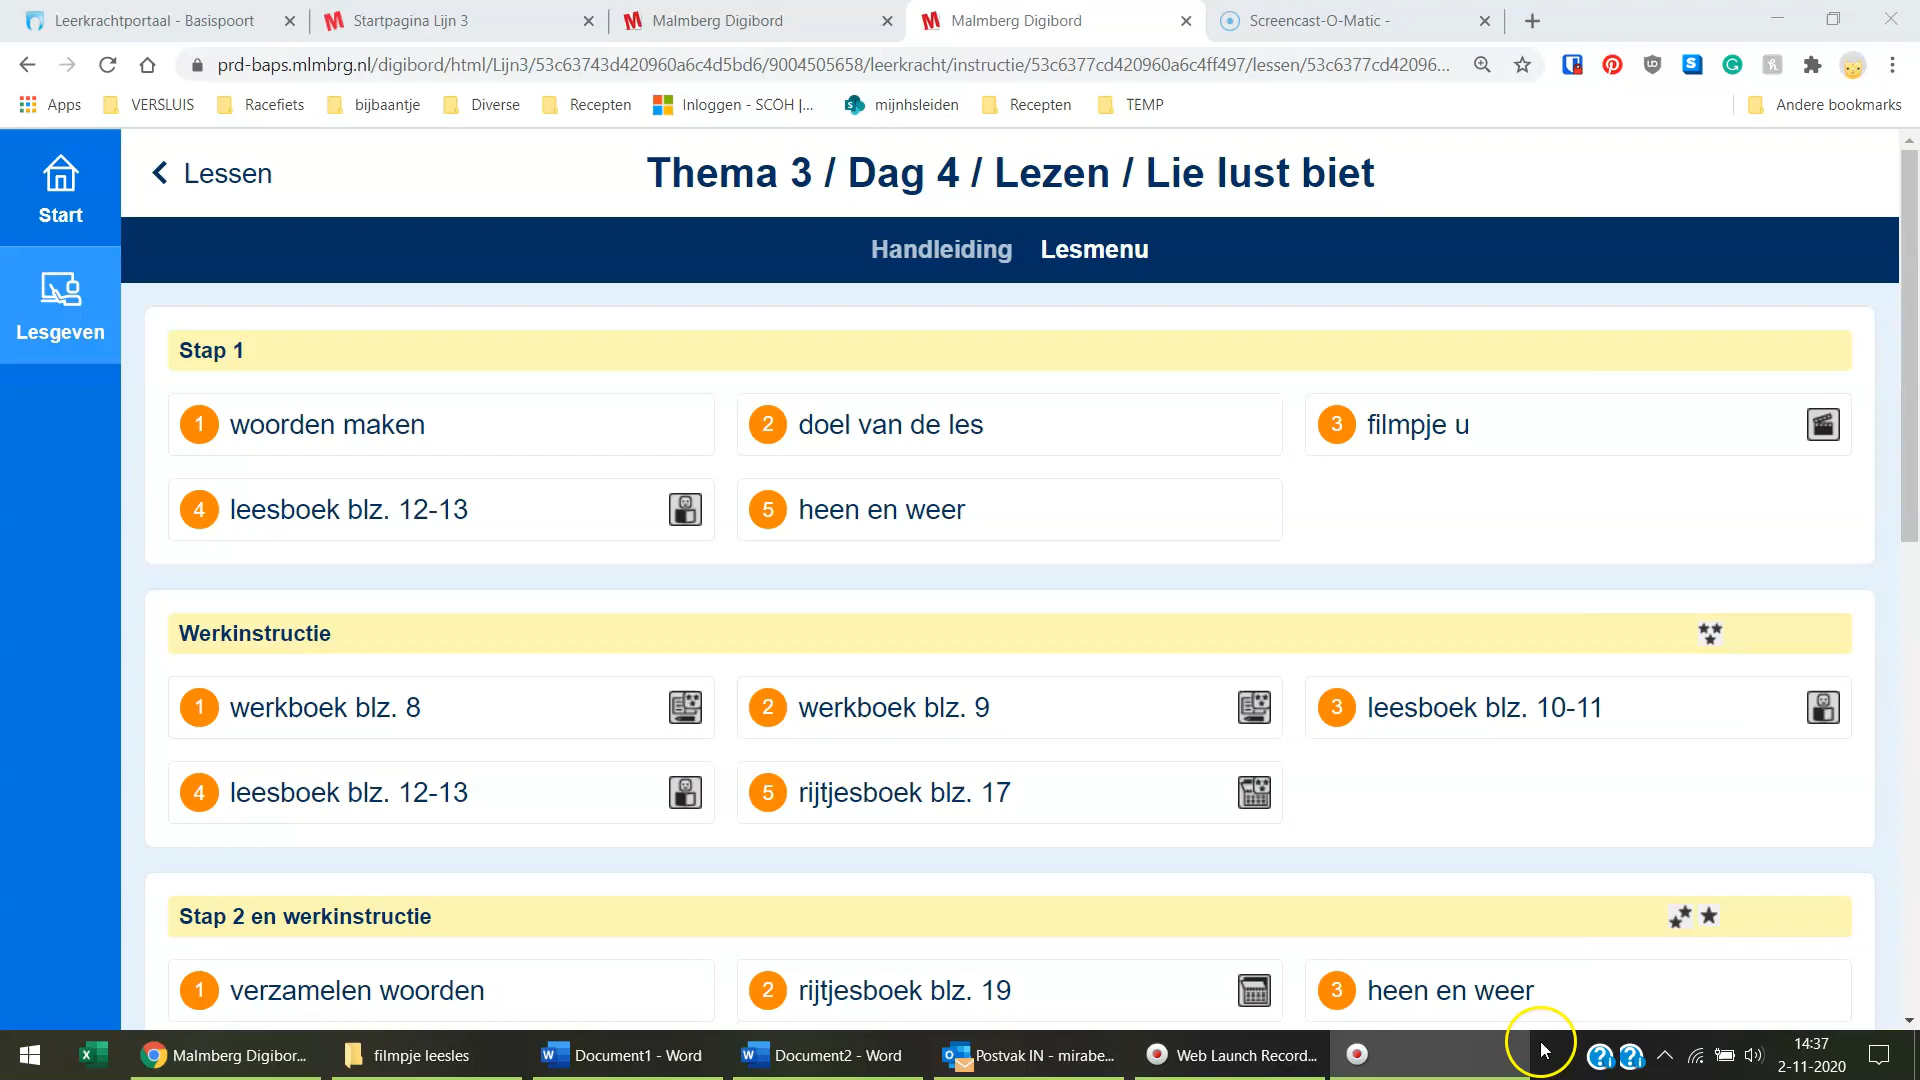 Leerkrachtportaal - Basispoort
Startpagina Lijn 3
Malmberg Digibord
Malmberg Digibord
Screencast-O-Matic -
prd-baps.mlmbrg.nl/digibord/html/Lijn3/53c63743d420960a6c4d5bd6/9004505658/leerkracht/instructie/53c6377cd420960a6c4ff497/lessen/53c6377cd42096...
Apps
VERSLUIS
Racefiets
bijbaantje
Diverse
Recepten
Inloggen - SCOH |...
mijnhsleiden
Recepten
TEMP
Andere bookmarks
Start
Lesgeven
Lessen
Thema 3 / Dag 4 / Lezen / Lie lust biet
Handleiding
Lesmenu
Stap 1
1 woorden maken
2 doel van de les
3 filmpje u
4 leesboek blz. 12-13
5 heen en weer
Werkinstructie
1 werkboek blz. 8
2 werkboek blz. 9
3 leesboek blz. 10-11
4 leesboek blz. 12-13
5 rijtjesboek blz. 17
Stap 2 en werkinstructie
1 verzamelen woorden
2 rijtjesboek blz. 19
3 heen en weer
Malmberg Digibor...
filmpje leesles
Document1 - Word
Document2 - Word
Postvak IN - mirabe...
Web Launch Record...
14:37
2-11-2020